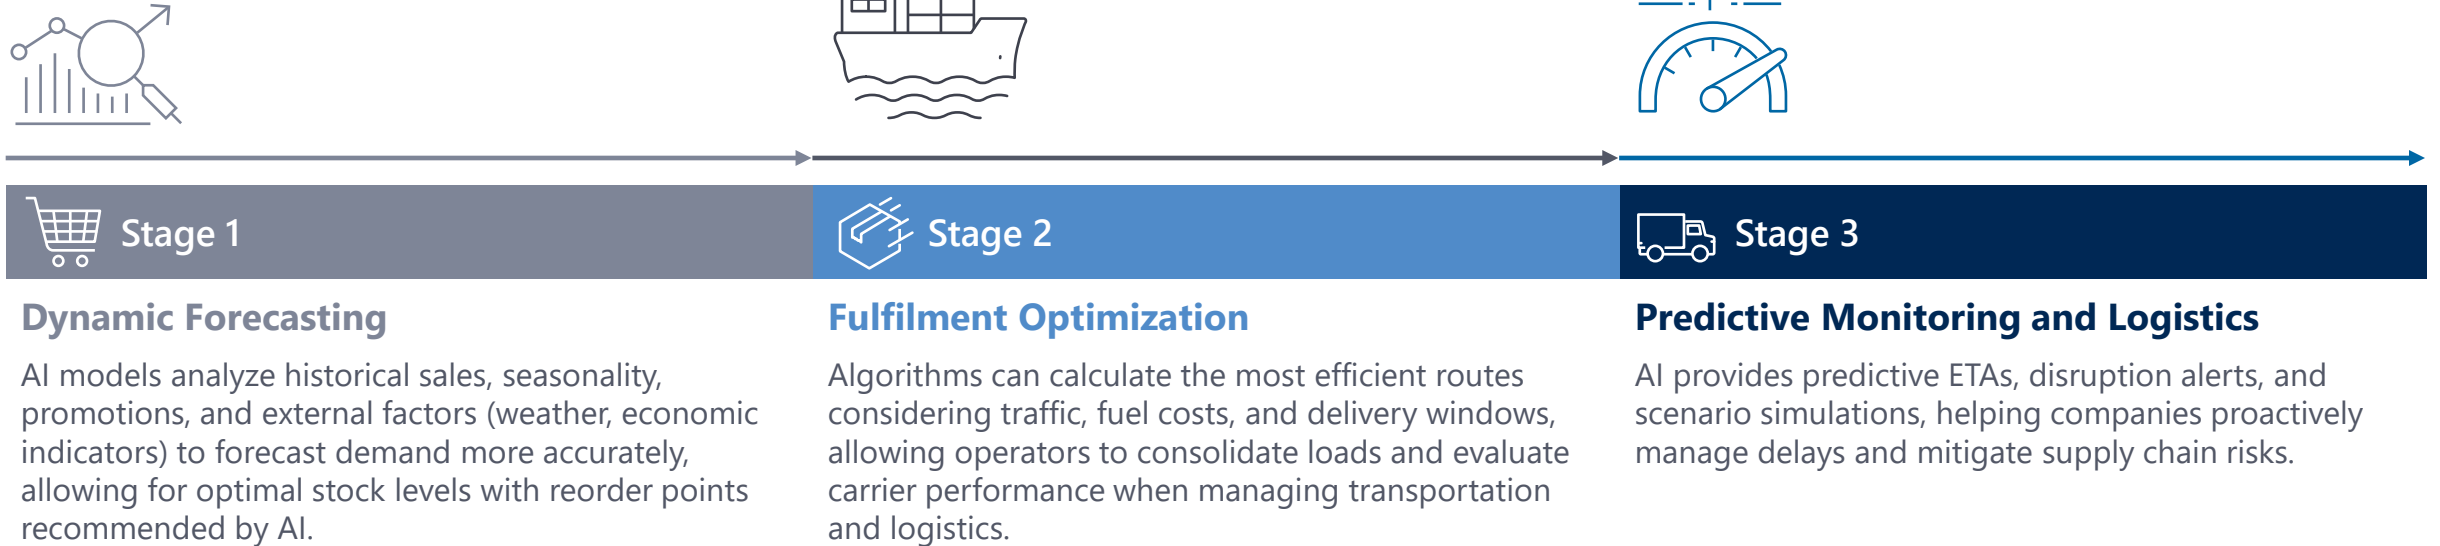 Stage 1
Stage 2
Stage 3
Dynamic Forecasting
AI models analyze historical sales, seasonality,
promotions, and external factors (weather, economic
indicators) to forecast demand more accurately,
allowing for optimal stock levels with reorder points
recommended by AI.
Fulfilment Optimization
Algorithms can calculate the most efficient routes
considering traffic, fuel costs, and delivery windows,
allowing operators to consolidate loads and evaluate
carrier performance when managing transportation
and logistics.
Predictive Monitoring and Logistics
AI provides predictive ETAs, disruption alerts, and
scenario simulations, helping companies proactively
manage delays and mitigate supply chain risks.